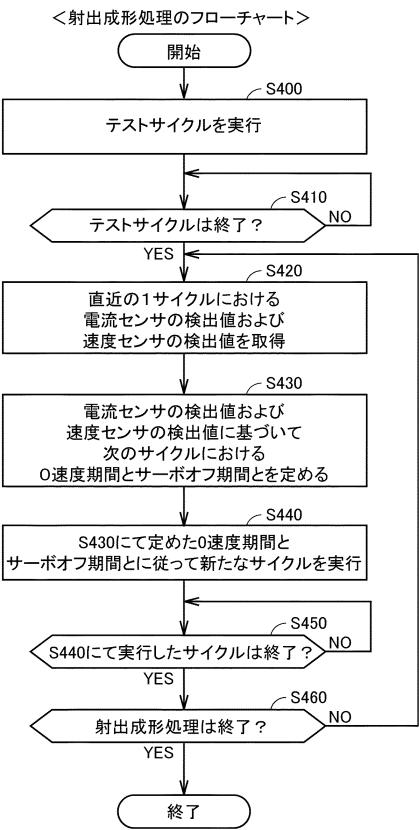 ＜射出成形処理のフローチャート＞
開始
S400
テストサイクルを実行
S410
テストサイクルは終了？
NO
YES
S420
直近の１サイクルにおける
電流センサの検出値および
速度センサの検出値を取得
S430
電流センサの検出値および
速度センサの検出値に基づいて
次のサイクルにおける
０速度期間とサーボオフ期間とを定める
S440
S430にて定めた0速度期間と
サーボオフ期間とに従って新たなサイクルを実行
S450
S440にて実行したサイクルは終了？
NO
YES
S460
射出成形処理は終了？
NO
YES
終了